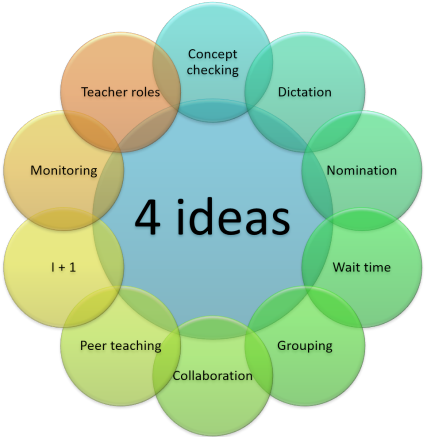 Concept
checking
Dictation
Nomination
Wait time
Grouping
Collaboration
Peer teaching
I + 1
Monitoring
Teacher roles
4 ideas